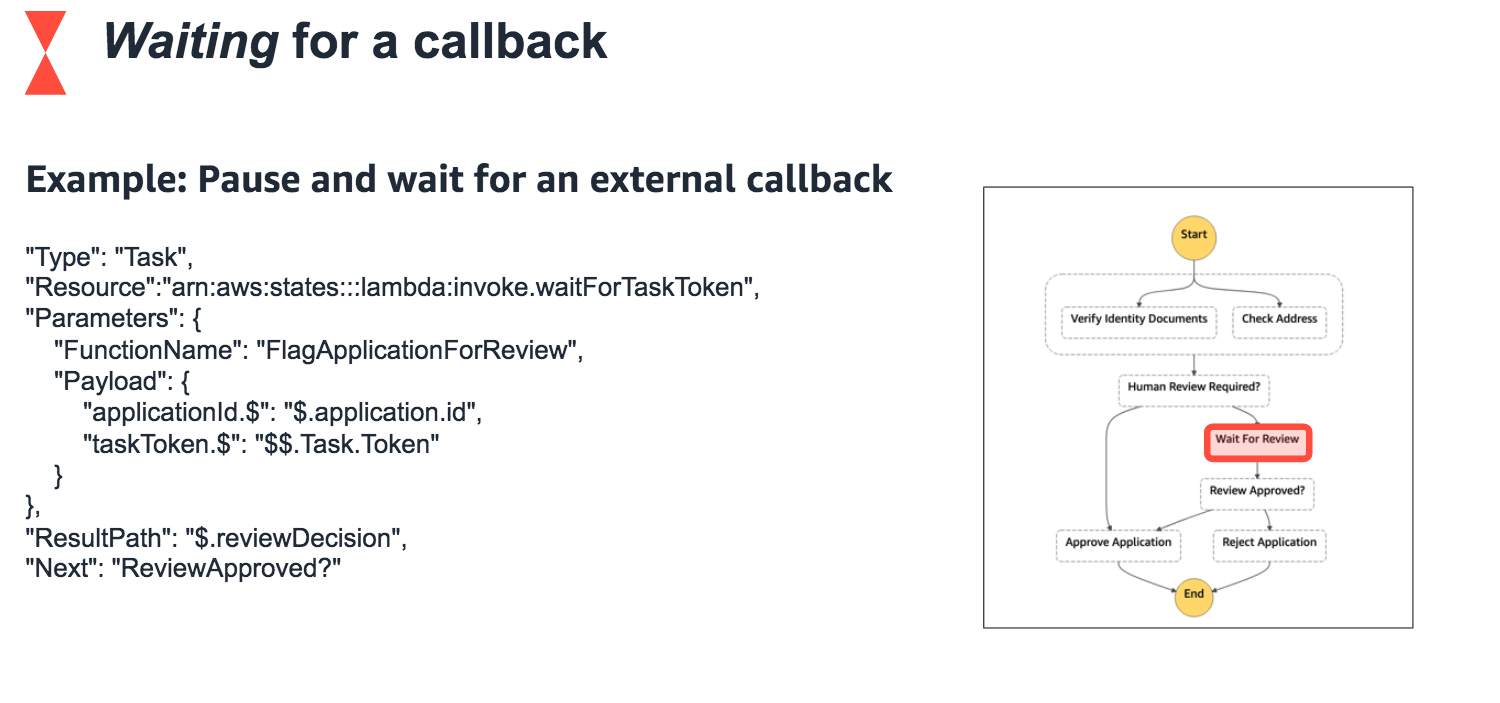 Waiting for a callback
Example: Pause and wait for an external callback
"Type": "Task",
"Resource":"arn:aws:states:::lambda:invoke.waitForTaskToken",
"Parameters": {
"FunctionName": "FlagApplicationForReview",
"Payload": {
"applicationId.$": "$.application.id",
"taskToken.$": "$$.Task.Token"
}
},
"ResultPath": "$.reviewDecision",
"Next": "ReviewApproved?"
Start
Verify Identity Documents
Check Address
Human Review Required?
Wait For Review
Review Approved?
Approve Application
Reject Application
End